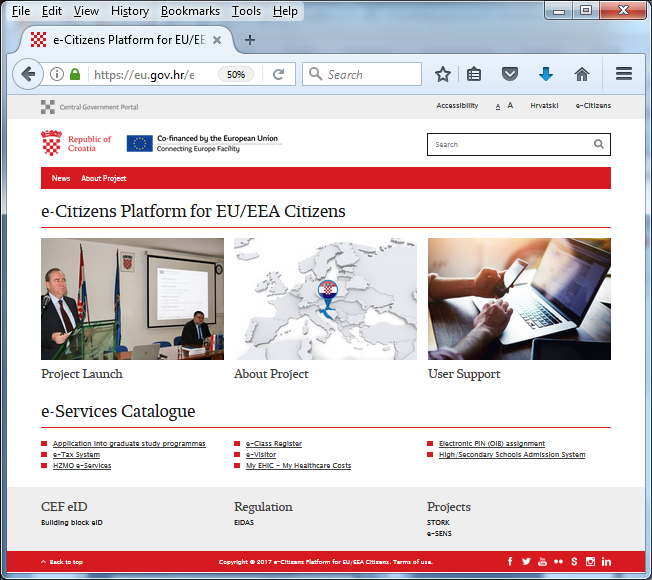 File Edit View History Bookmarks Tools Help
e-Citizens Platform for EU/EE
https://eu.gov.hr/e 50% Search
Central Government Portal Accessibility A A Hrvatski e-Citizens
Republic of Croatia
Co-financed by the European Union
Connecting Europe Facility
Search
News About Project
e-Citizens Platform for EU/EEA Citizens
Project Launch About Project User Support
e-Services Catalogue
Application into graduate study programmes e-Class Register Electronic PIN (OIB) assignment
e-Tax System e-Visitor High/Secondary Schools Admission System
HZMO e-Services My EHIC - My Healthcare Costs
CEF eID Regulation Projects
Building block eID EIDAS STORK
e-SENS
Back to top Copyright © 2017 e-Citizens Platform for EU/EEA Citizens. Terms of use.